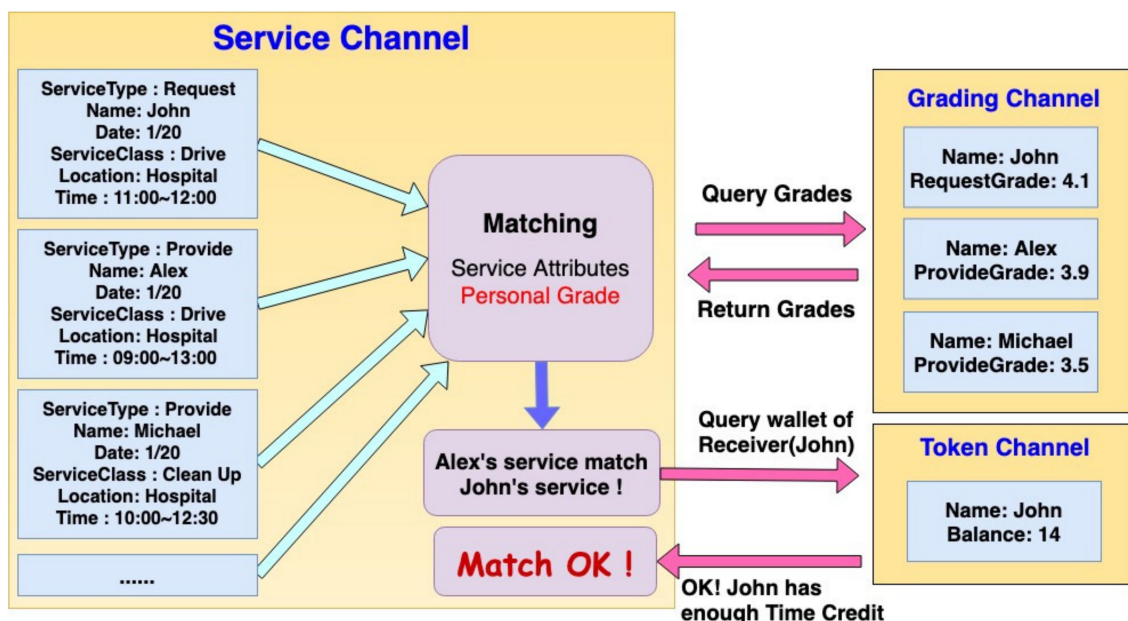 Service Channel
ServiceType : Request
Name: John
Date: 1/20
ServiceClass : Drive
Location: Hospital
Time : 11:00~12:00
ServiceType : Provide
Name: Alex
Date: 1/20
ServiceClass : Drive
Location: Hospital
Time : 09:00~13:00
ServiceType : Provide
Name: Michael
Date: 1/20
ServiceClass : Clean Up
Location: Hospital
Time : 10:00~12:30
......
Matching
Service Attributes
Personal Grade
Alex's service match
John's service !
Match OK !
Query Grades
Return Grades
Query wallet of
Receiver(John)
OK! John has
enough Time Credit
Grading Channel
Name: John
RequestGrade: 4.1
Name: Alex
ProvideGrade: 3.9
Name: Michael
ProvideGrade: 3.5
Token Channel
Name: John
Balance: 14